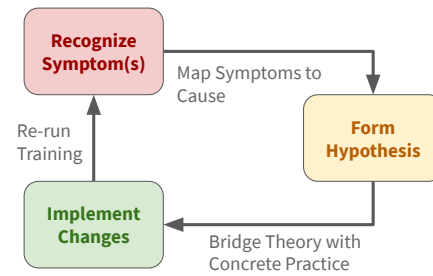 Recognize
Symptom(s)
Map Symptoms to
Cause
Re-run
Training
Form
Hypothesis
Implement
Changes
Bridge Theory with
Concrete Practice